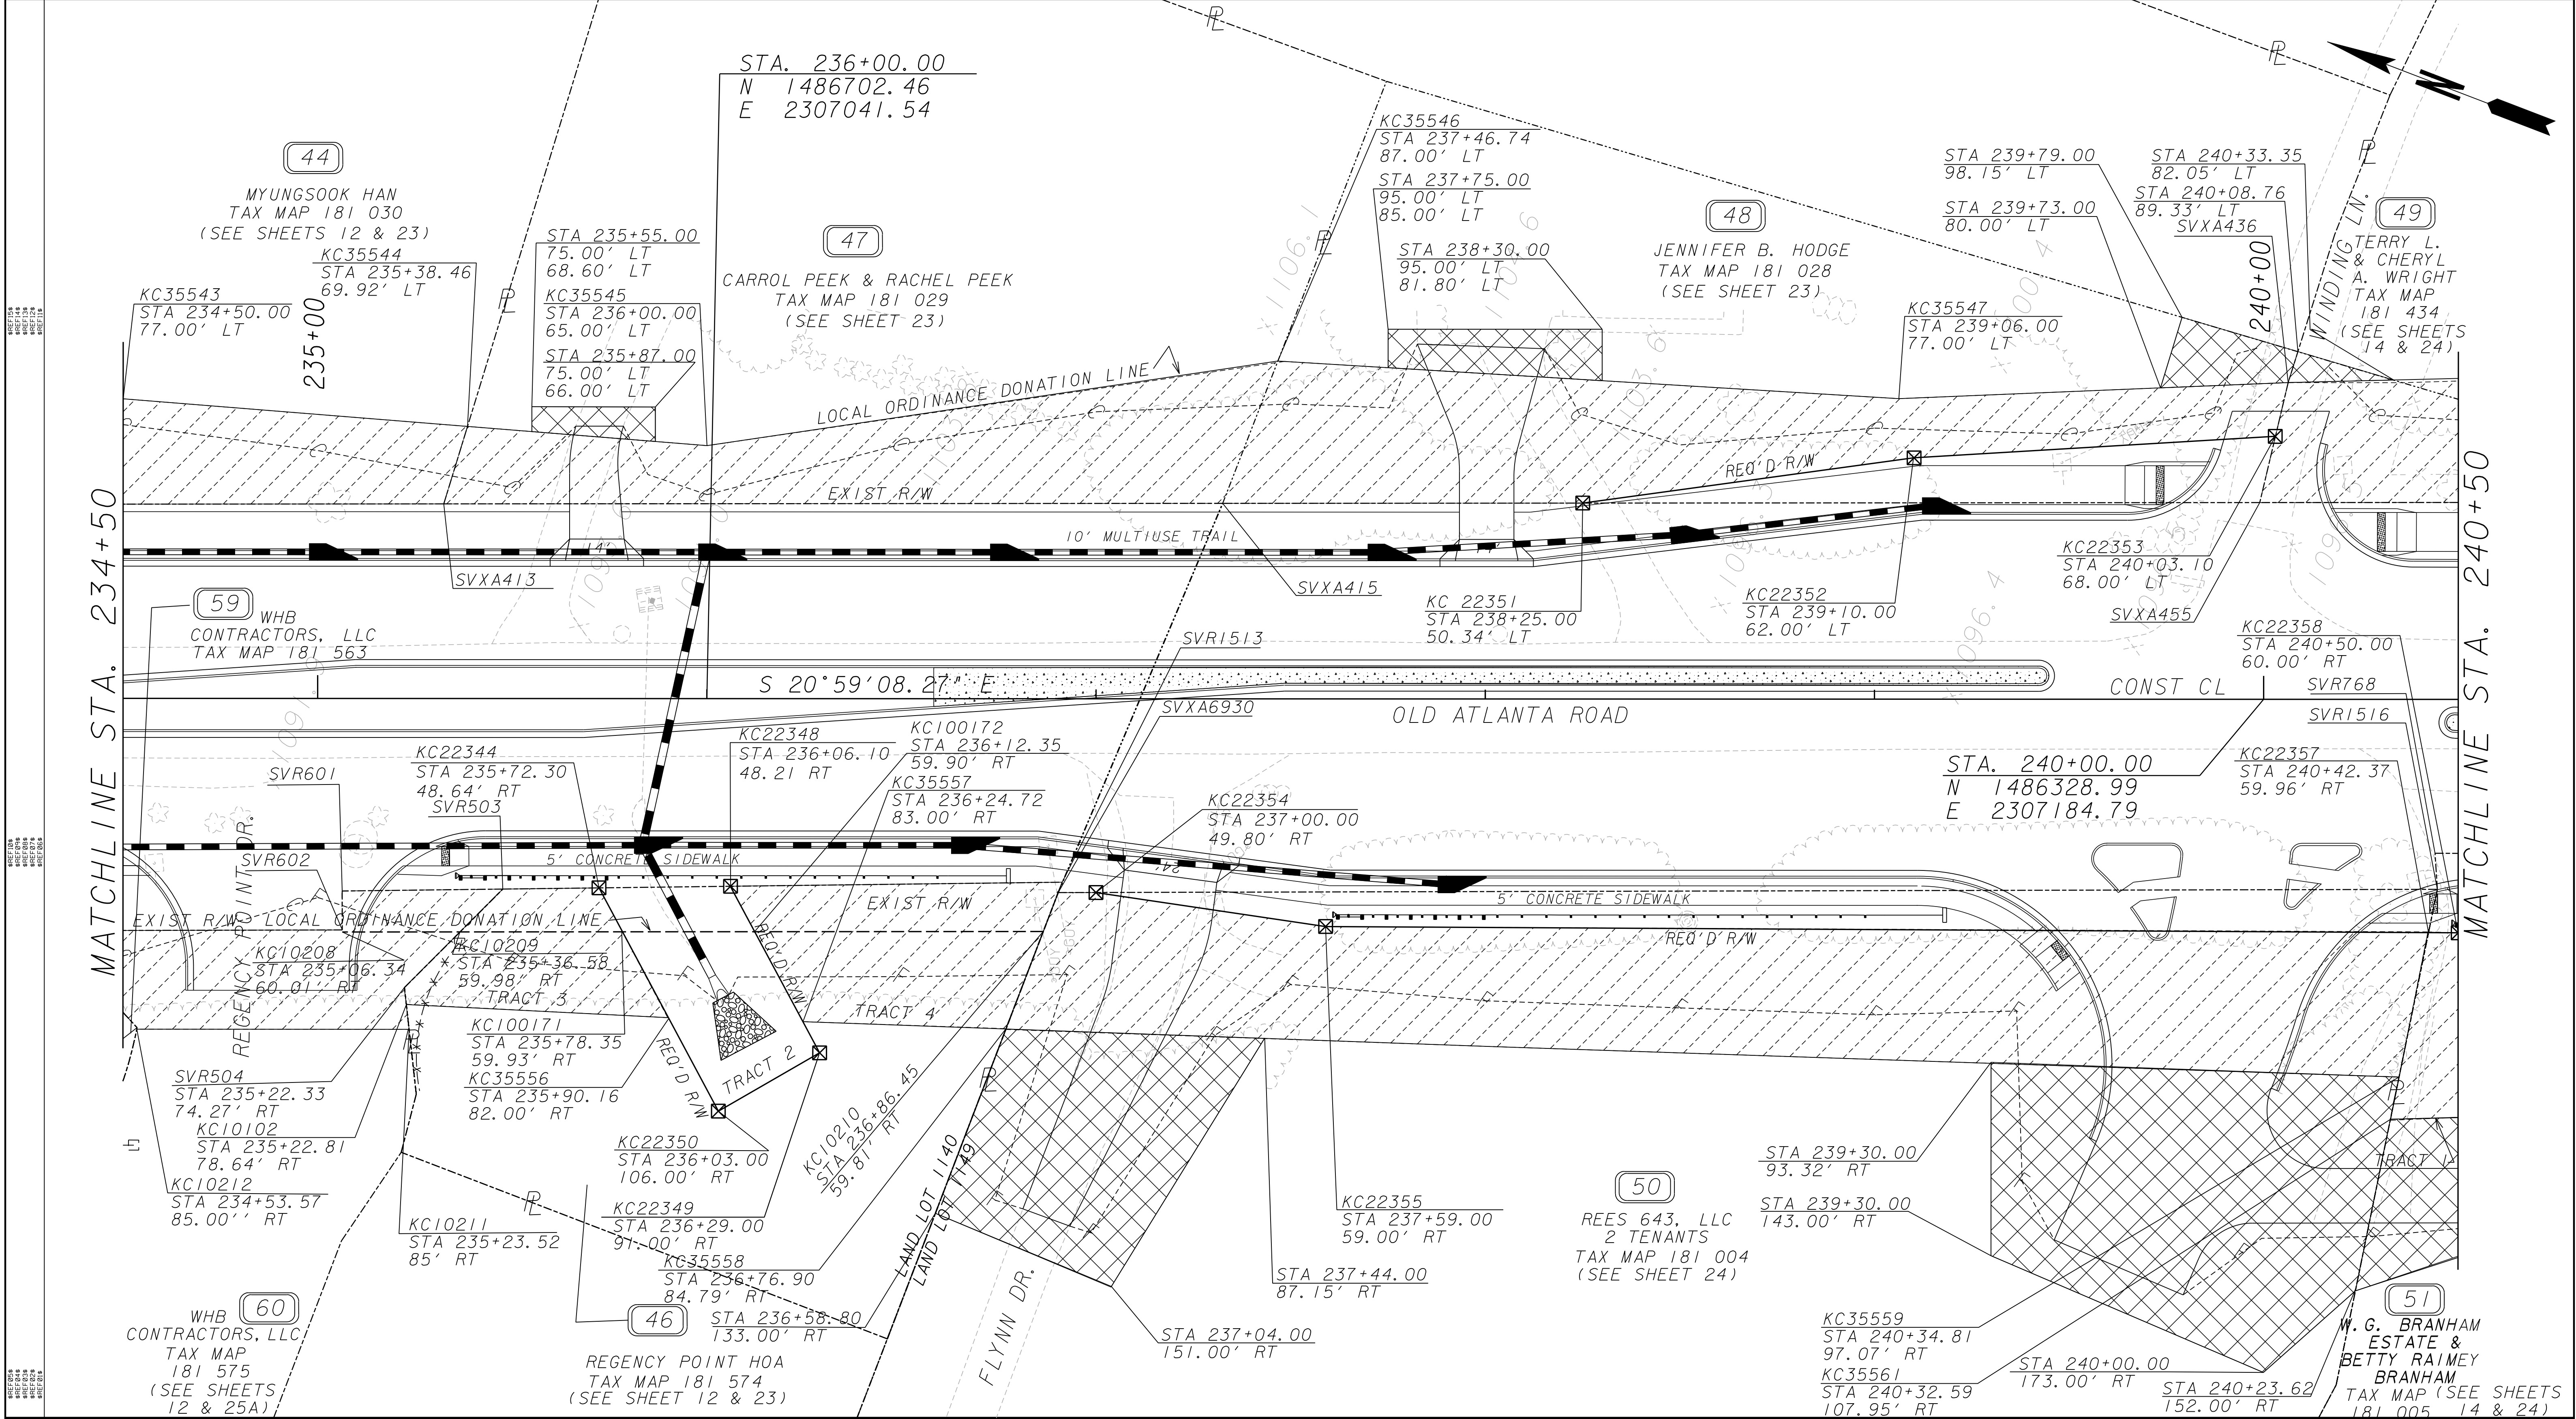 STA. 236+00.00
N 1486702.46
E 2307041.54
44
MYUNGSOOK HAN
TAX MAP 181 030
(SEE SHEETS 12 & 23)
KC35543
STA 234+50.00
77.00' LT
235+00
KC35544
STA 235+38.46
69.92' LT
STA 235+55.00
75.00' LT
68.60' LT
KC35545
STA 236+00.00
65.00' LT
STA 235+87.00
75.00' LT
66.00' LT
47
CARROL PEEK & RACHEL PEEK
TAX MAP 181 029
(SEE SHEET 23)
LOCAL ORDINANCE DONATION LINE
KC35546
STA 237+46.74
87.00' LT
STA 237+75.00
95.00' LT
85.00' LT
STA 238+30.00
95.00' LT
81.80' LT
48
JENNIFER B. HODGE
TAX MAP 181 028
(SEE SHEET 23)
KC35547
STA 239+06.00
77.00' LT
STA 239+79.00
98.15' LT
STA 239+73.00
80.00' LT
STA 240+33.35
82.05' LT
STA 240+08.76
89.33' LT
SVXA436
240+00
WINDING LN.
N
49
TERRY L.
& CHERYL
A. WRIGHT
TAX MAP
181 434
(SEE SHEETS
14 & 24)
MATCHLINE STA. 234+50
MATCHLINE STA. 240+50
EXIST R/W
REQ'D R/W
10' MULTIUSE TRAIL
14'
SVXA413
SVXA415
KC 22351
STA 238+25.00
50.34' LT
KC22352
STA 239+10.00
62.00' LT
KC22353
STA 240+03.10
68.00' LT
SVXA455
59
WHB
CONTRACTORS, LLC
TAX MAP 181 563
SVR1513
SVXA6930
S 20°59'08.27" E
CONST CL
OLD ATLANTA ROAD
KC22358
STA 240+50.00
60.00' RT
SVR768
SVR1516
KC22357
STA 240+42.37
59.96' RT
STA. 240+00.00
N 1486328.99
E 2307184.79
SVR601
KC22344
STA 235+72.30
48.64' RT
SVR503
KC22348
STA 236+06.10
48.21 RT
KC100172
STA 236+12.35
59.90' RT
KC35557
STA 236+24.72
83.00' RT
KC22354
STA 237+00.00
49.80' RT
SVR602
REGENCY POINT DR.
5' CONCRETE SIDEWALK
24'
5' CONCRETE SIDEWALK
EXIST R/W
LOCAL ORDINANCE DONATION LINE
EXIST R/W
REQ'D R/W
REQ'D R/W
REQ'D R/W
KC10208
STA 235+06.34
60.01' RT
KC10209
STA 235+36.58
59.98' RT
TRACT 3
TRACT 4
TRACT 2
TRACT 1
KC100171
STA 235+78.35
59.93' RT
KC35556
STA 235+90.16
82.00' RT
SVR504
STA 235+22.33
74.27' RT
KC10102
STA 235+22.81
78.64' RT
KC10212
STA 234+53.57
85.00'' RT
KC10211
STA 235+23.52
85' RT
KC22350
STA 236+03.00
106.00' RT
KC22349
STA 236+29.00
91.00' RT
KC35558
STA 236+76.90
84.79' RT
STA 236+58.80
133.00' RT
KC10210
STA 236+86.45
59.81' RT
LAND LOT 1140
LAND LOT 1149
FLYNN DR.
STA 237+04.00
151.00' RT
STA 237+44.00
87.15' RT
KC22355
STA 237+59.00
59.00' RT
50
REES 643, LLC
2 TENANTS
TAX MAP 181 004
(SEE SHEET 24)
STA 239+30.00
93.32' RT
STA 239+30.00
143.00' RT
KC35559
STA 240+34.81
97.07' RT
KC35561
STA 240+32.59
107.95' RT
STA 240+00.00
173.00' RT
STA 240+23.62
152.00' RT
51
W.G. BRANHAM
ESTATE &
BETTY RAIMEY
BRANHAM
TAX MAP (SEE SHEETS
181 005 14 & 24)
60
WHB
CONTRACTORS, LLC
TAX MAP
181 575
(SEE SHEETS
12 & 25A)
46
REGENCY POINT HOA
TAX MAP 181 574
(SEE SHEET 12 & 23)